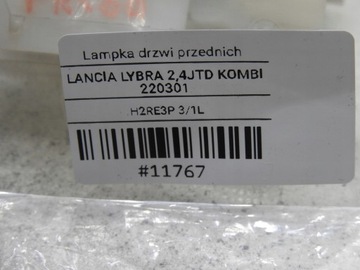 Lampka drzwi przednich
LANCIA LYBRA 2,4JTD KOMBI
220301
H2RE3P 3/1L
#11767